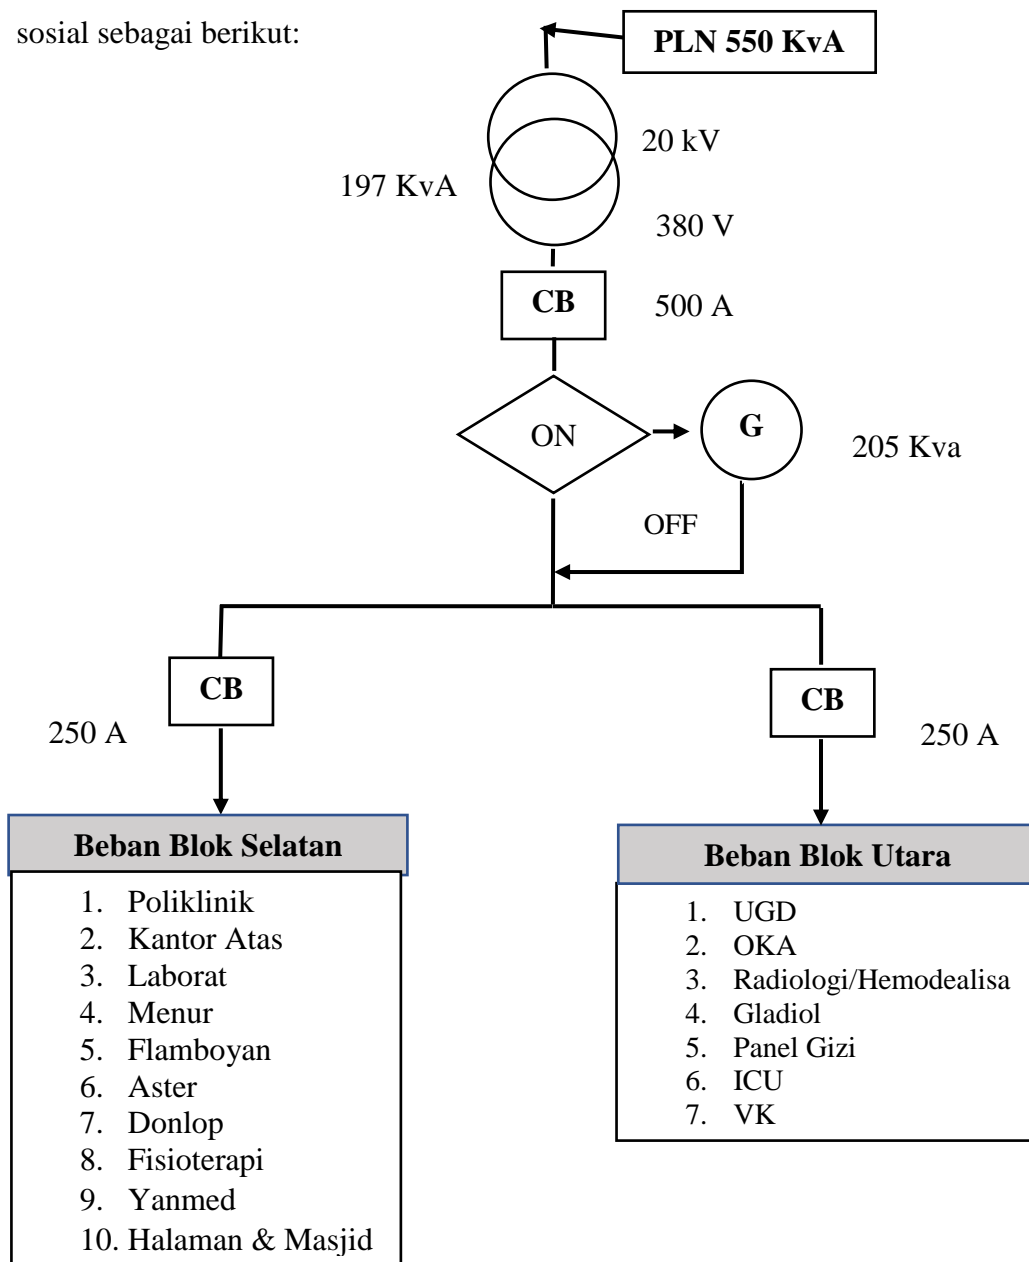 sosial sebagai berikut:
PLN 550 KvA
20 kV
197 KvA
380 V
CB
500 A
ON
G
205 Kva
OFF
CB
250 A
CB
250 A
Beban Blok Selatan
1. Poliklinik
2. Kantor Atas
3. Laborat
4. Menur
5. Flamboyan
6. Aster
7. Donlop
8. Fisioterapi
9. Yanmed
10. Halaman & Masjid
Beban Blok Utara
1. UGD
2. OKA
3. Radiologi/Hemodealisa
4. Gladiol
5. Panel Gizi
6. ICU
7. VK